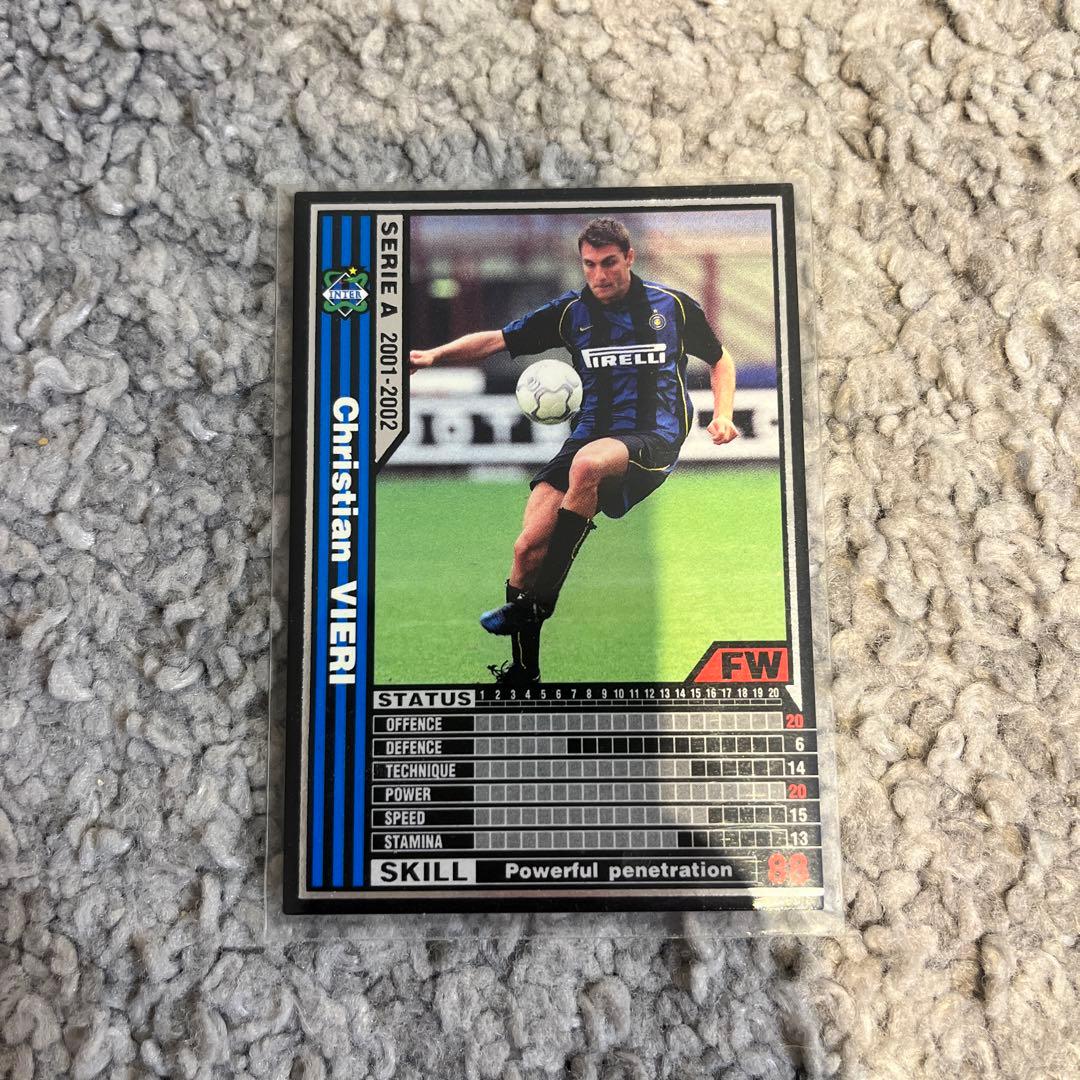 SERIE A 2001-2002
INTER
Christian VIERI
PIRELLI
FW
STATUS 1 2 3 4 5 6 7 8 9 10 11 12 13 14 15 16 17 18 19 20
OFFENCE 20
DEFENCE 6
TECHNIQUE 14
POWER 20
SPEED 15
STAMINA 13
SKILL Powerful penetration 88